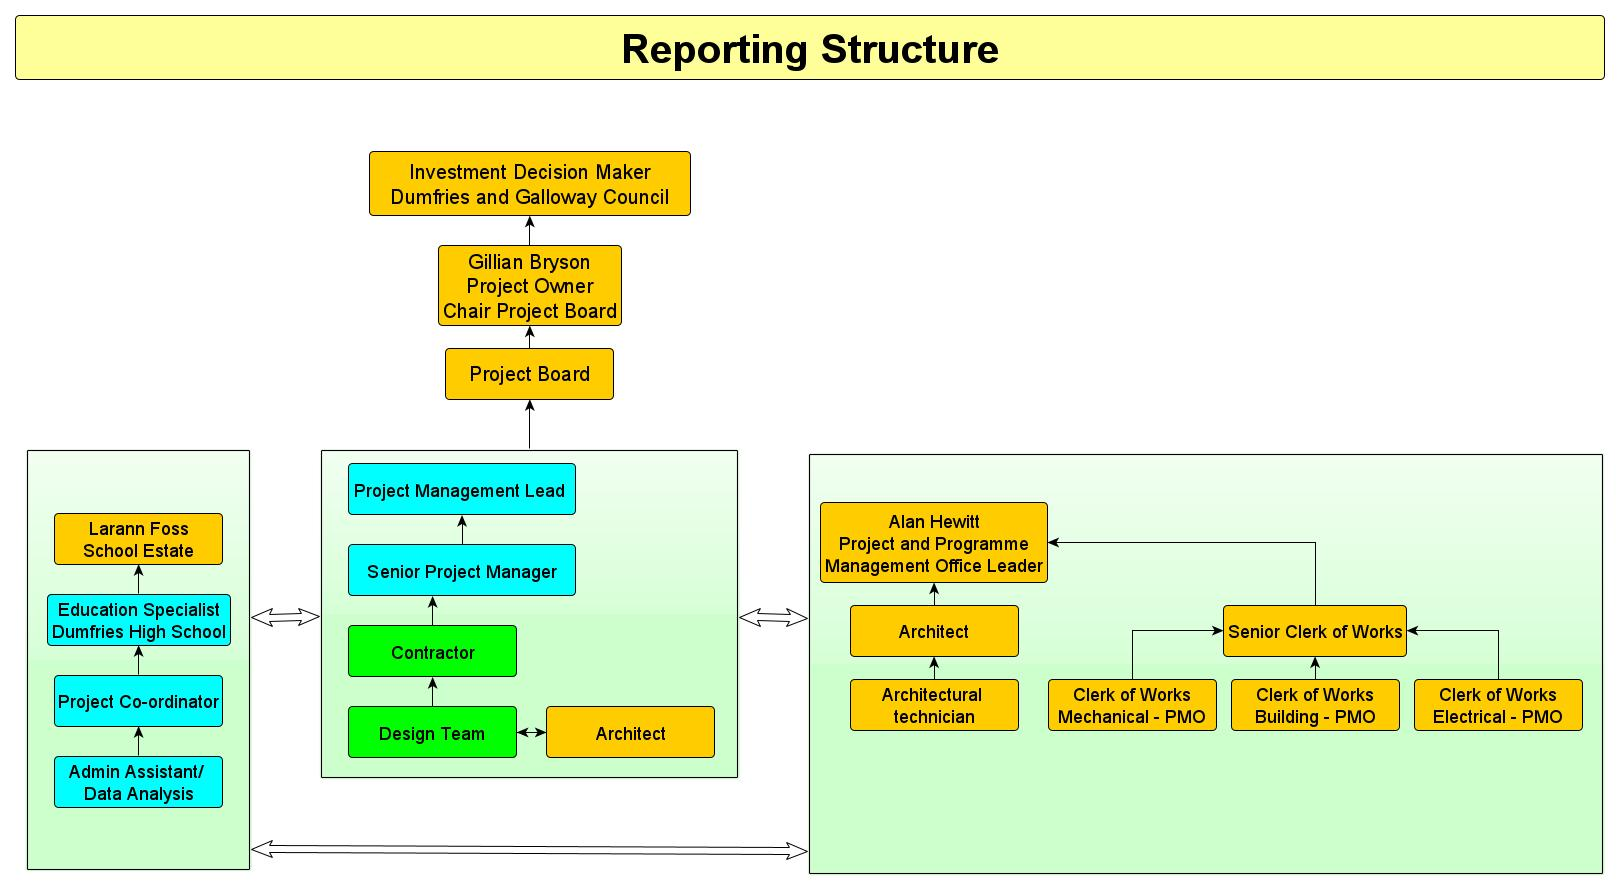 Reporting Structure
Investment Decision Maker
Dumfries and Galloway Council
Gillian Bryson
Project Owner
Chair Project Board
Project Board
Larann Foss
School Estate
Education Specialist
Dumfries High School
Project Co-ordinator
Admin Assistant/
Data Analysis
Project Management Lead
Senior Project Manager
Contractor
Design Team
Architect
Alan Hewitt
Project and Programme
Management Office Leader
Architect
Architectural
technician
Senior Clerk of Works
Clerk of Works
Mechanical - PMO
Clerk of Works
Building - PMO
Clerk of Works
Electrical - PMO